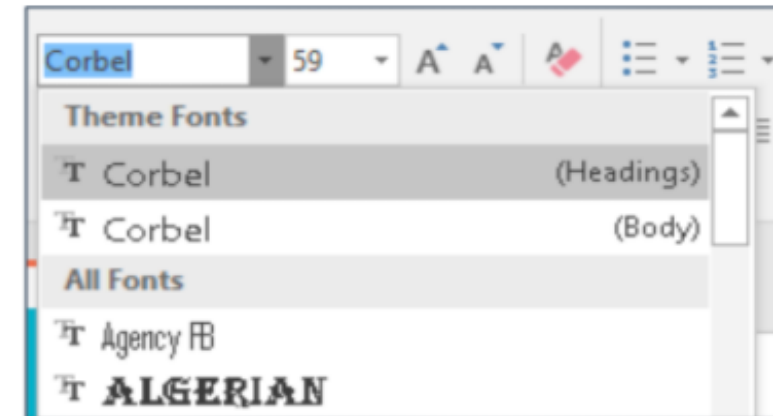 Corbel 59 A A A
Theme Fonts
Corbel (Headings)
Corbel (Body)
All Fonts
Agency FB
ALGERIAN